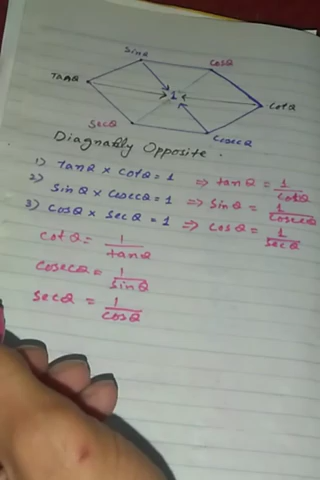 sinθ
cosθ
Tanθ
1
cotθ
secθ
cosecθ
Diagnally Opposite.
1) tanθ × cotθ = 1 ⇒ tanθ = 1/cotθ
2) sinθ × cosecθ = 1 ⇒ sinθ = 1/cosecθ
3) cosθ × secθ = 1 ⇒ cosθ = 1/secθ
cotθ = 1/tanθ
cosecθ = 1/sinθ
secθ = 1/cosθ